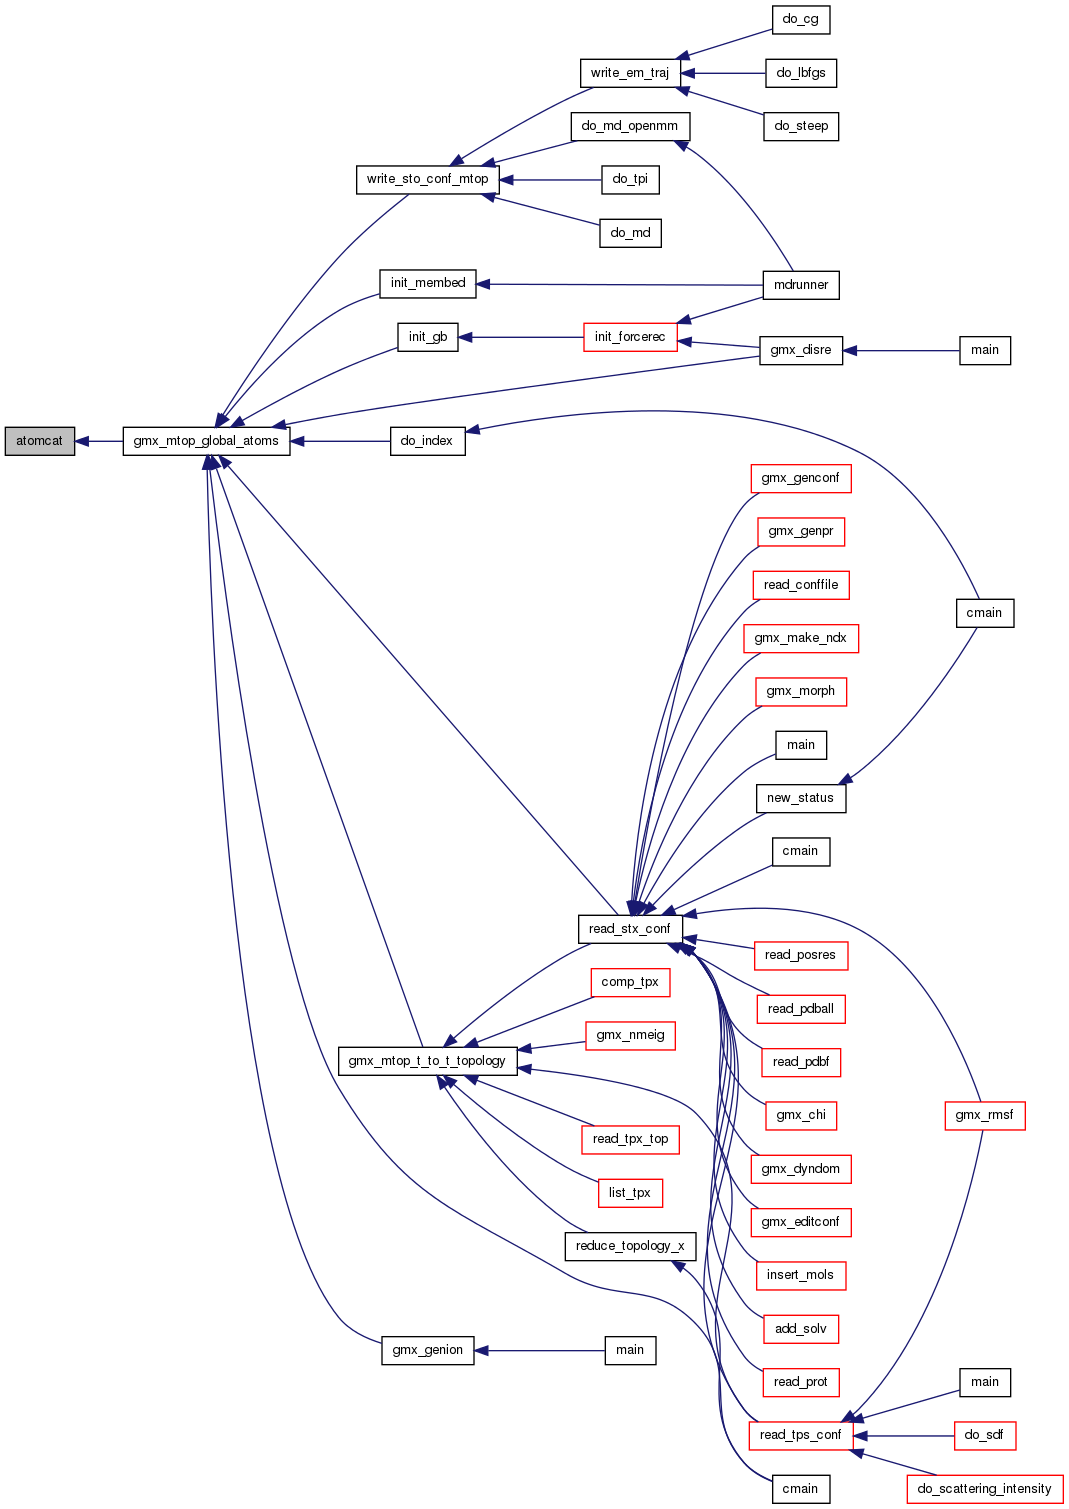 do_cg
write_em_traj
do_lbfgs
do_steep
do_md_openmm
write_sto_conf_mtop
do_tpi
do_md
init_membed
mdrunner
init_gb
init_forcerec
gmx_disre
main
atomcat
gmx_mtop_global_atoms
do_index
gmx_genconf
gmx_genpr
read_conffile
cmain
gmx_make_ndx
gmx_morph
main
new_status
cmain
read_stx_conf
read_posres
comp_tpx
read_pdball
gmx_nmeig
gmx_mtop_t_to_t_topology
read_pdbf
gmx_chi
gmx_rmsf
read_tpx_top
gmx_dyndom
list_tpx
gmx_editconf
reduce_topology_x
insert_mols
add_solv
gmx_genion
main
read_prot
main
read_tps_conf
do_sdf
cmain
do_scattering_intensity